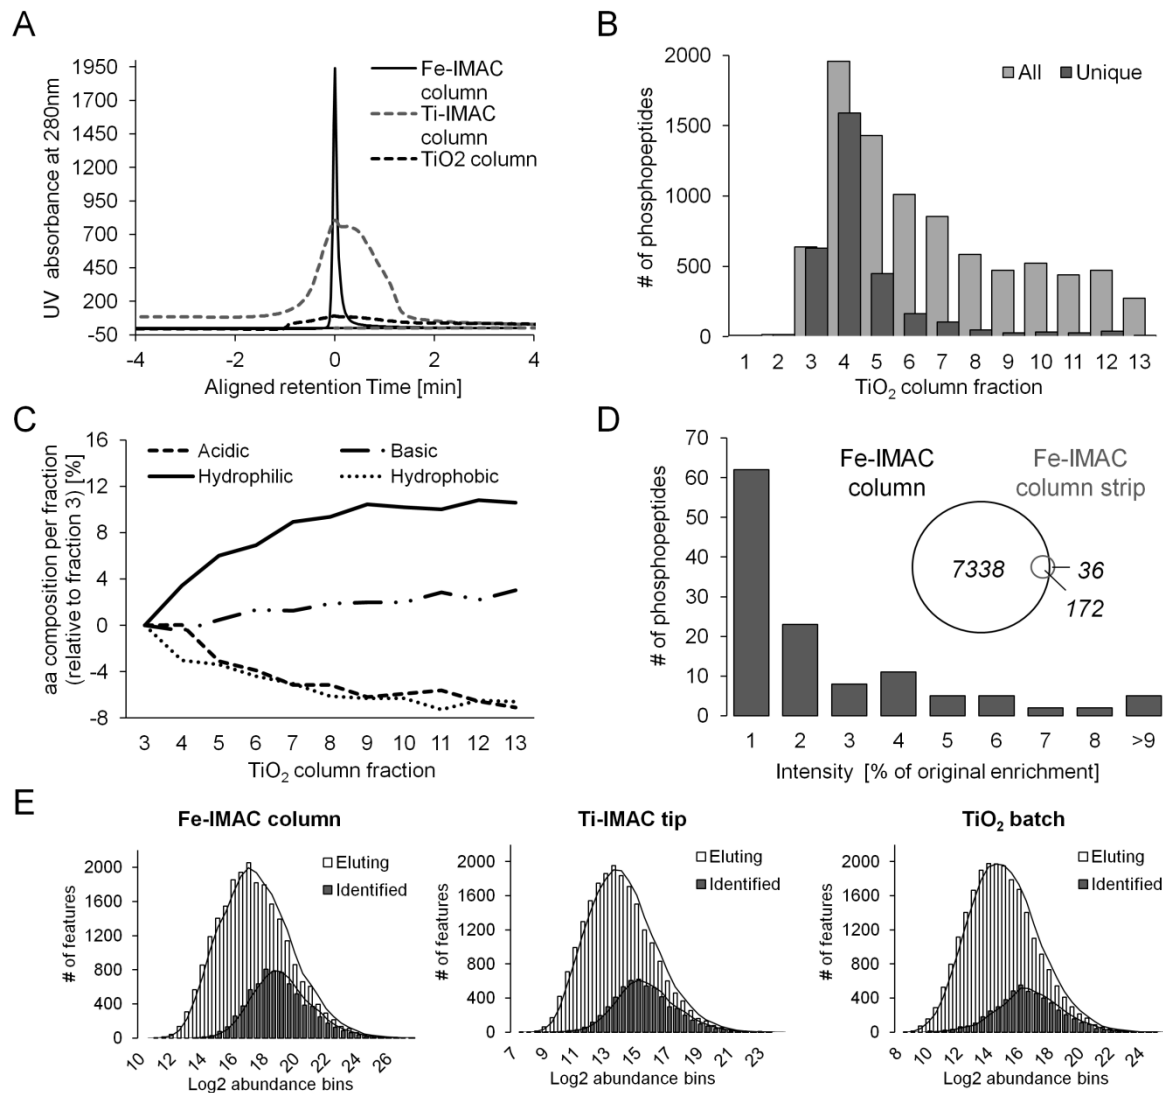 A
UV absorbance at 280nm
1950
1700
1450
1200
950
700
450
200
-50
Fe-IMAC
column
Ti-IMAC
column
TiO2 column
-4 -2 0 2 4
Aligned retention Time [min]
B
# of phosphopeptides
2000
1500
1000
500
0
All Unique
1 2 3 4 5 6 7 8 9 10 11 12 13
TiO2 column fraction
C
aa composition per fraction
(relative to fraction 3) [%]
16
12
8
4
0
-4
-8
Acidic Basic
Hydrophilic Hydrophobic
3 4 5 6 7 8 9 10 11 12 13
TiO2 column fraction
D
# of phosphopeptides
70
60
50
40
30
20
10
0
Fe-IMAC
column
Fe-IMAC
column strip
7338
36
172
1 2 3 4 5 6 7 8 >9
Intensity [% of original enrichment]
E
Fe-IMAC column
# of features
2000
1600
1200
800
400
0
Eluting
Identified
10 12 14 16 18 20 22 24 26
Log2 abundance bins
Ti-IMAC tip
# of features
2000
1600
1200
800
400
0
Eluting
Identified
7 9 11 13 15 17 19 21 23
Log2 abundance bins
TiO2 batch
# of features
2000
1600
1200
800
400
0
Eluting
Identified
8 10 12 14 16 18 20 22 24
Log2 abundance bins